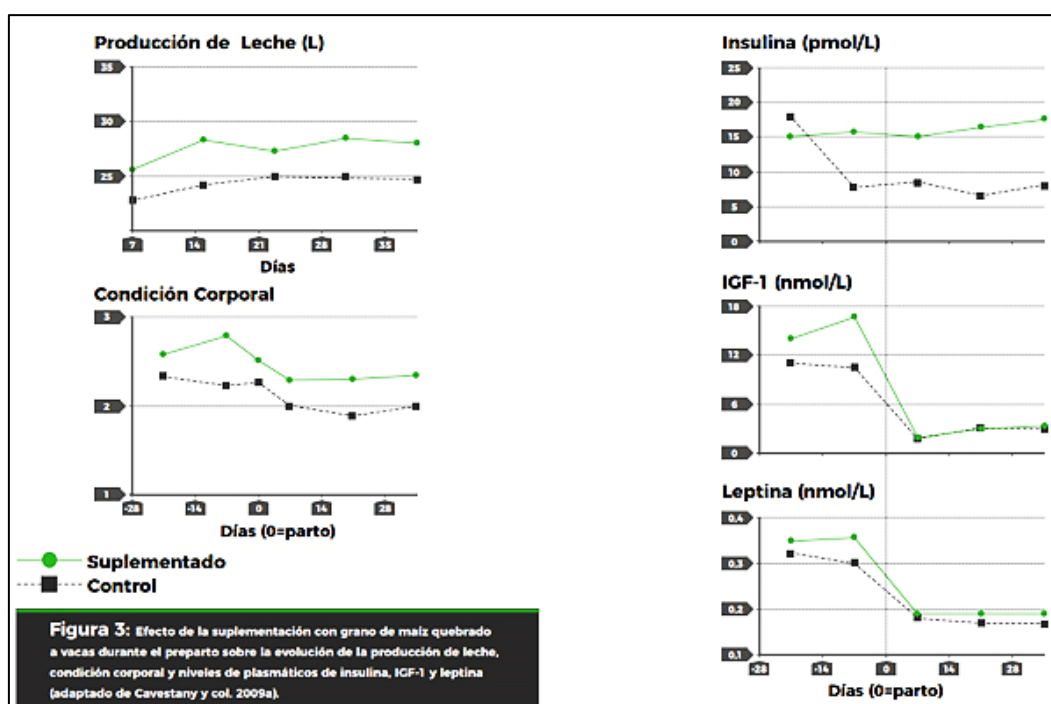 Producción de Leche (L)
35
30
25
7 14 21 28 35
Días
Condición Corporal
3
2
1
-28 -14 0 14 28
Días (0=parto)
Suplementado
Control
Figura 3: Efecto de la suplementación con grano de maiz quebrado
a vacas durante el preparto sobre la evolución de la producción de leche,
condición corporal y niveles de plasmáticos de insulina, IGF-1 y leptina
(adaptado de Cavestany y col. 2009a).
Insulina (pmol/L)
25
20
15
10
5
0
IGF-1 (nmol/L)
18
12
6
0
Leptina (nmol/L)
0,4
0,3
0,2
0,1
-28 -14 0 14 28
Días (0=parto)